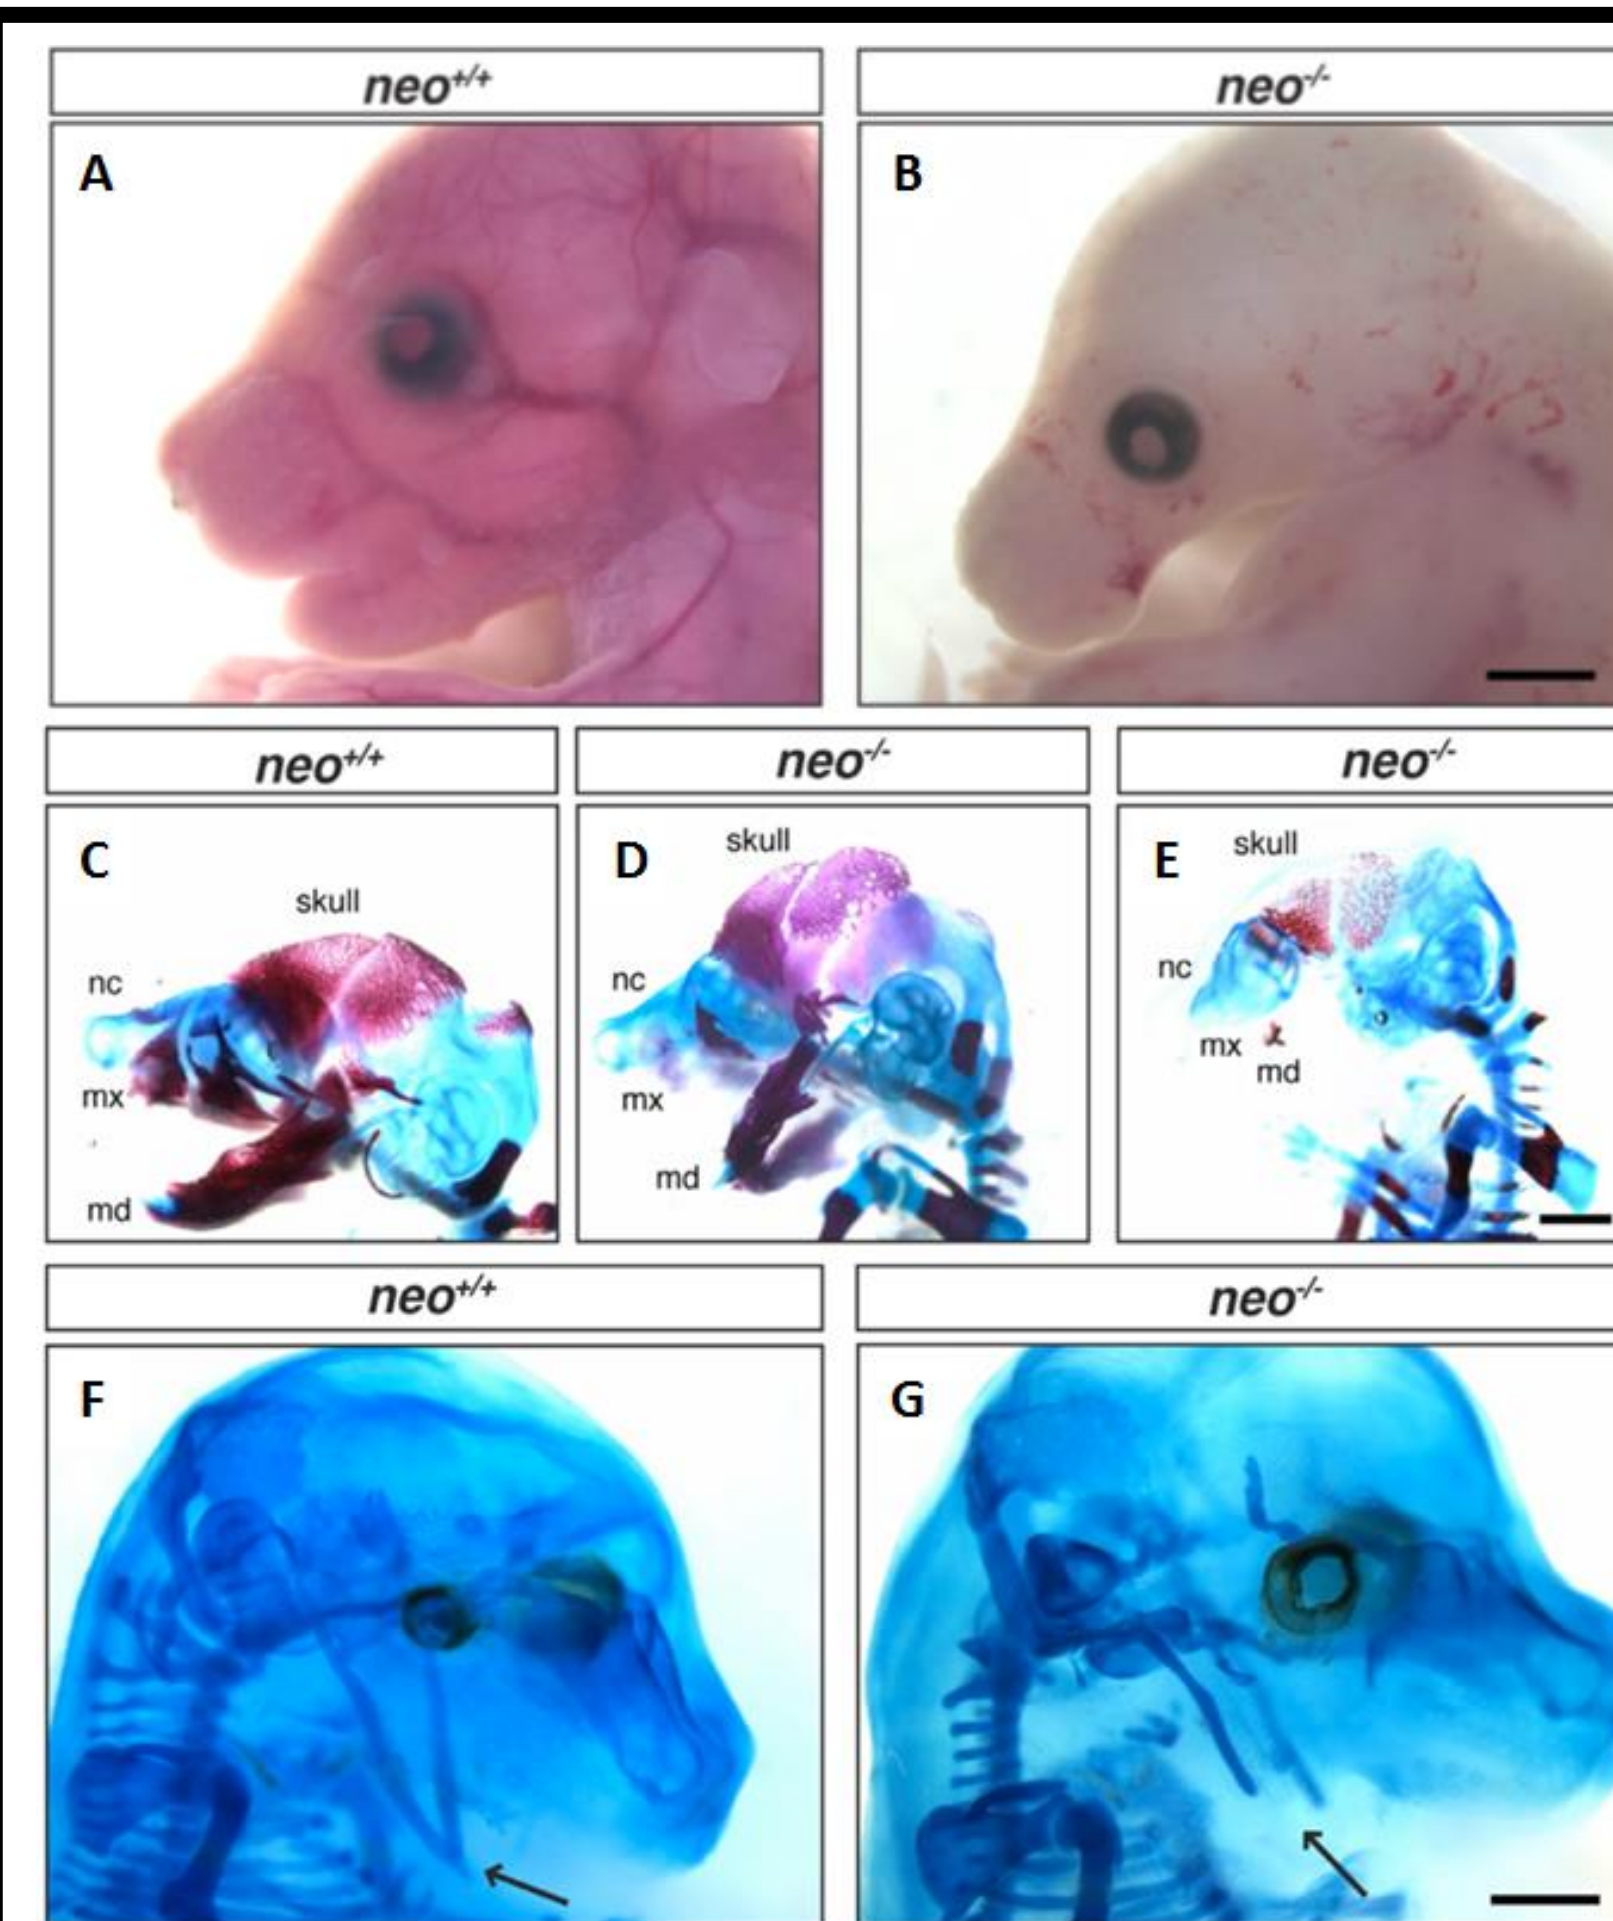 neo+/+
neo-/-
A
B
neo+/+
neo-/-
neo-/-
C
skull
nc
mx
md
D
skull
nc
mx
md
E
skull
nc
mx
md
neo+/+
neo-/-
F
G